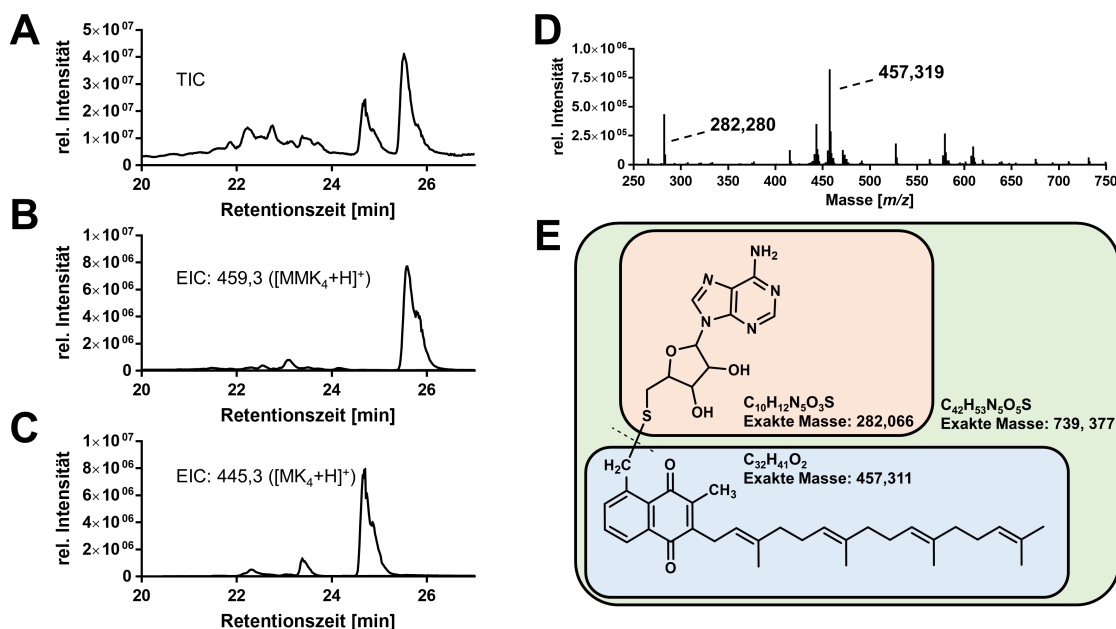 A
TIC
rel. Intensität
5×10⁰⁷
4×10⁰⁷
3×10⁰⁷
2×10⁰⁷
1×10⁰⁷
0
20 22 24 26
Retentionszeit [min]
B
EIC: 459,3 ([MMK₄+H]⁺)
rel. Intensität
1×10⁰⁷
8×10⁰⁶
6×10⁰⁶
4×10⁰⁶
2×10⁰⁶
0
20 22 24 26
Retentionszeit [min]
C
EIC: 445,3 ([MK₄+H]⁺)
rel. Intensität
1×10⁰⁷
8×10⁰⁶
6×10⁰⁶
4×10⁰⁶
2×10⁰⁶
0
20 22 24 26
Retentionszeit [min]
D
rel. Intensität
1.0×10⁰⁶
7.5×10⁰⁵
5.0×10⁰⁵
2.5×10⁰⁵
0
457,319
282,280
250 300 350 400 450 500 550 600 650 700 750
Masse [m/z]
E
NH₂
N
N
N
N
O
OH
OH
S
C₁₀H₁₂N₅O₃S
Exakte Masse: 282,066
C₄₂H₅₃N₅O₅S
Exakte Masse: 739, 377
C₃₂H₄₁O₂
Exakte Masse: 457,311
H₂C
O
CH₃
O